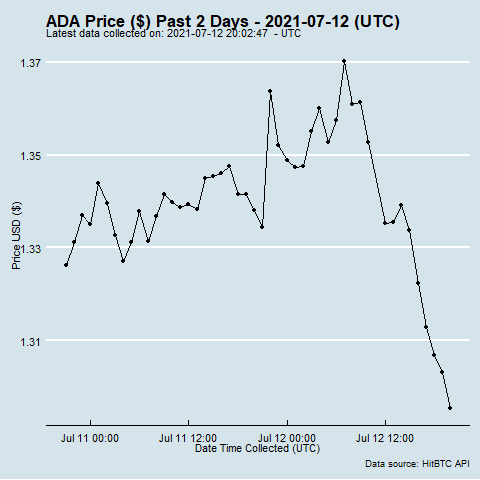 ADA Price ($) Past 2 Days - 2021-07-12 (UTC)
Latest data collected on: 2021-07-12 20:02:47 - UTC
1.37
1.35
1.33
1.31
Price USD ($)
Jul 11 00:00 Jul 11 12:00 Jul 12 00:00 Jul 12 12:00
Date Time Collected (UTC)
Data source: HitBTC API